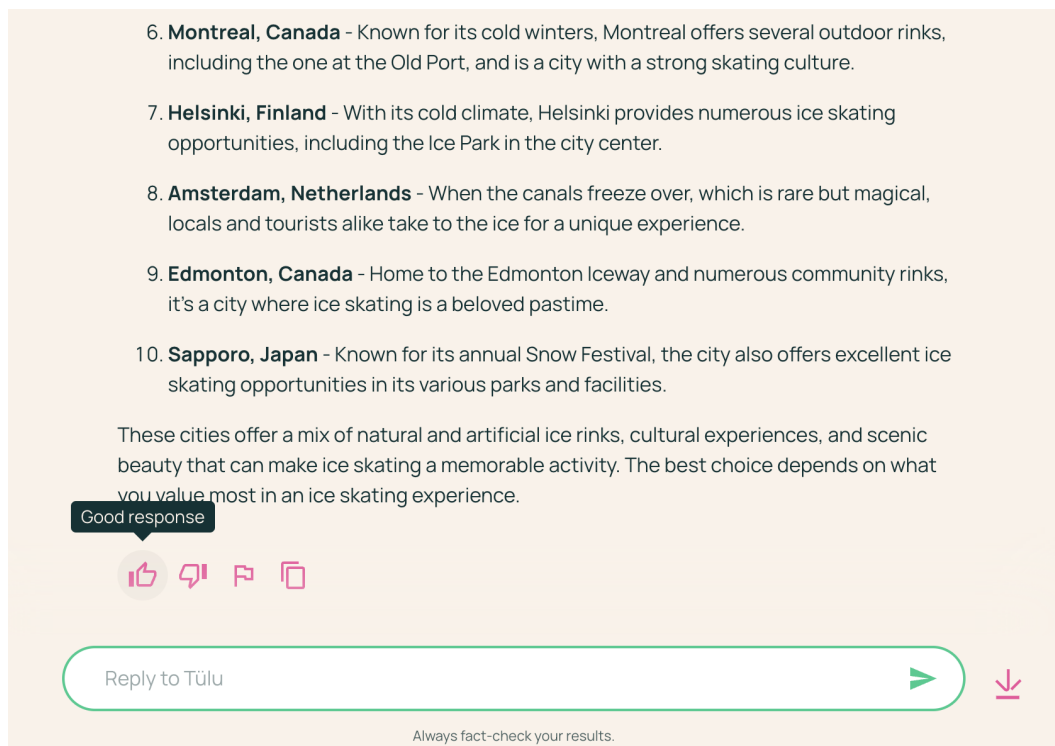 6. Montreal, Canada - Known for its cold winters, Montreal offers several outdoor rinks,
including the one at the Old Port, and is a city with a strong skating culture.
7. Helsinki, Finland - With its cold climate, Helsinki provides numerous ice skating
opportunities, including the Ice Park in the city center.
8. Amsterdam, Netherlands - When the canals freeze over, which is rare but magical,
locals and tourists alike take to the ice for a unique experience.
9. Edmonton, Canada - Home to the Edmonton Iceway and numerous community rinks,
it's a city where ice skating is a beloved pastime.
10. Sapporo, Japan - Known for its annual Snow Festival, the city also offers excellent ice
skating opportunities in its various parks and facilities.
These cities offer a mix of natural and artificial ice rinks, cultural experiences, and scenic
beauty that can make ice skating a memorable activity. The best choice depends on what
you value most in an ice skating experience.
Good response
Reply to Tülu
Always fact-check your results.